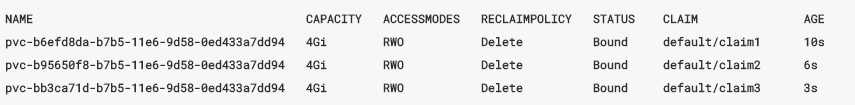 NAME CAPACITY ACCESSMODES RECLAIMPOLICY STATUS CLAIM AGE
pvc-b6efd8da-b7b5-11e6-9d58-0ed433a7dd94 4Gi RWO Delete Bound default/claim1 10s
pvc-b95650f8-b7b5-11e6-9d58-0ed433a7dd94 4Gi RWO Delete Bound default/claim2 6s
pvc-bb3ca71d-b7b5-11e6-9d58-0ed433a7dd94 4Gi RWO Delete Bound default/claim3 3s